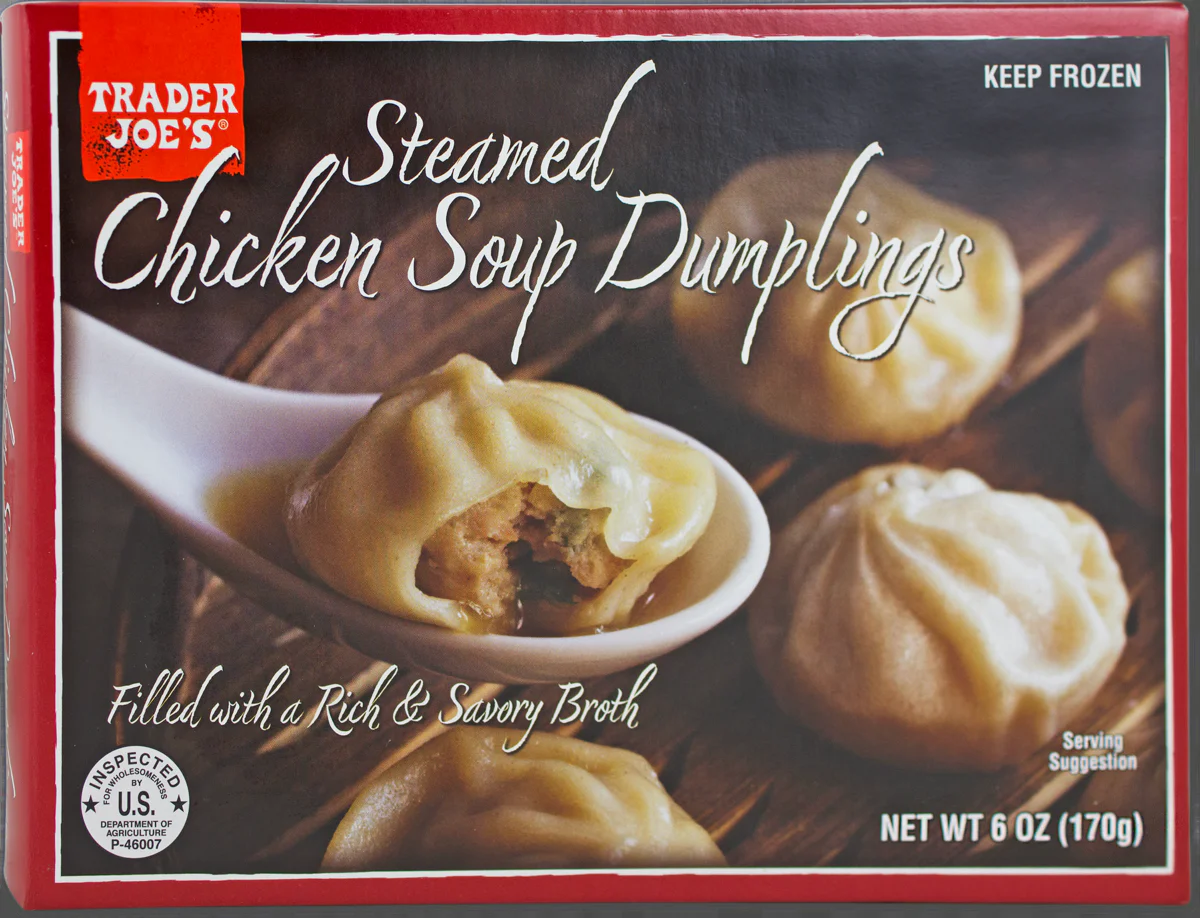 TRADER
JOE'S®
KEEP FROZEN
Steamed
Chicken Soup Dumplings
Filled with a Rich & Savory Broth
INSPECTED
FOR WHOLESOMENESS
BY
U.S.
DEPARTMENT OF
AGRICULTURE
P-46007
Serving
Suggestion
NET WT 6 OZ (170g)
TRADER
JOE'S